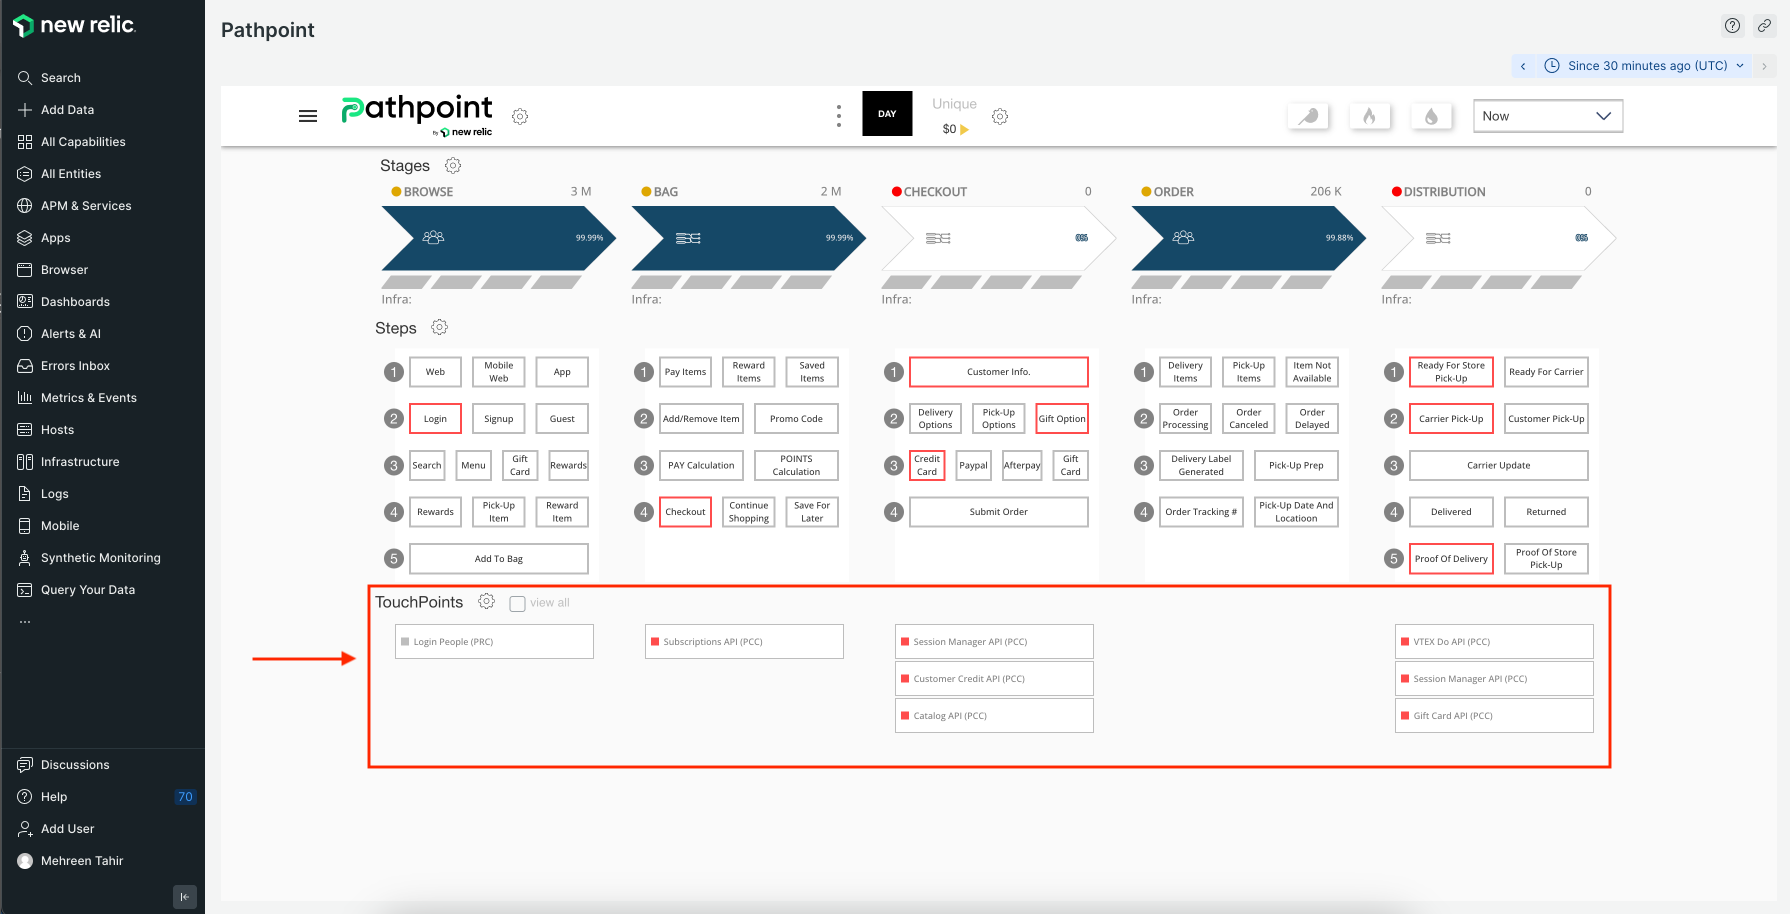 new relic.
Search
Add Data
All Capabilities
All Entities
APM & Services
Apps
Browser
Dashboards
Alerts & AI
Errors Inbox
Metrics & Events
Hosts
Infrastructure
Logs
Mobile
Synthetic Monitoring
Query Your Data
...
Discussions
Help 70
Add User
Mehreen Tahir
Pathpoint
Since 30 minutes ago (UTC)
Pathpoint
by new relic
DAY
Unique
$0
Now
Stages
BROWSE 3 M
99.99%
Infra:
BAG 2 M
99.99%
Infra:
CHECKOUT 0
0%
Infra:
ORDER 206 K
99.88%
Infra:
DISTRIBUTION 0
0%
Infra:
Steps
1 Web Mobile Web App
2 Login Signup Guest
3 Search Menu Gift Card Rewards
4 Rewards Pick-Up Item Reward Item
5 Add To Bag
1 Pay Items Reward Items Saved Items
2 Add/Remove Item Promo Code
3 PAY Calculation POINTS Calculation
4 Checkout Continue Shopping Save For Later
1 Customer Info.
2 Delivery Options Pick-Up Options Gift Option
3 Credit Card Paypal Afterpay Gift Card
4 Submit Order
1 Delivery Items Pick-Up Items Item Not Available
2 Order Processing Order Canceled Order Delayed
3 Delivery Label Generated Pick-Up Prep
4 Order Tracking # Pick-Up Date And Locatioon
1 Ready For Store Pick-Up Ready For Carrier
2 Carrier Pick-Up Customer Pick-Up
3 Carrier Update
4 Delivered Returned
5 Proof Of Delivery Proof Of Store Pick-Up
TouchPoints view all
Login People (PRC)
Subscriptions API (PCC)
Session Manager API (PCC)
Customer Credit API (PCC)
Catalog API (PCC)
VTEX Do API (PCC)
Session Manager API (PCC)
Gift Card API (PCC)